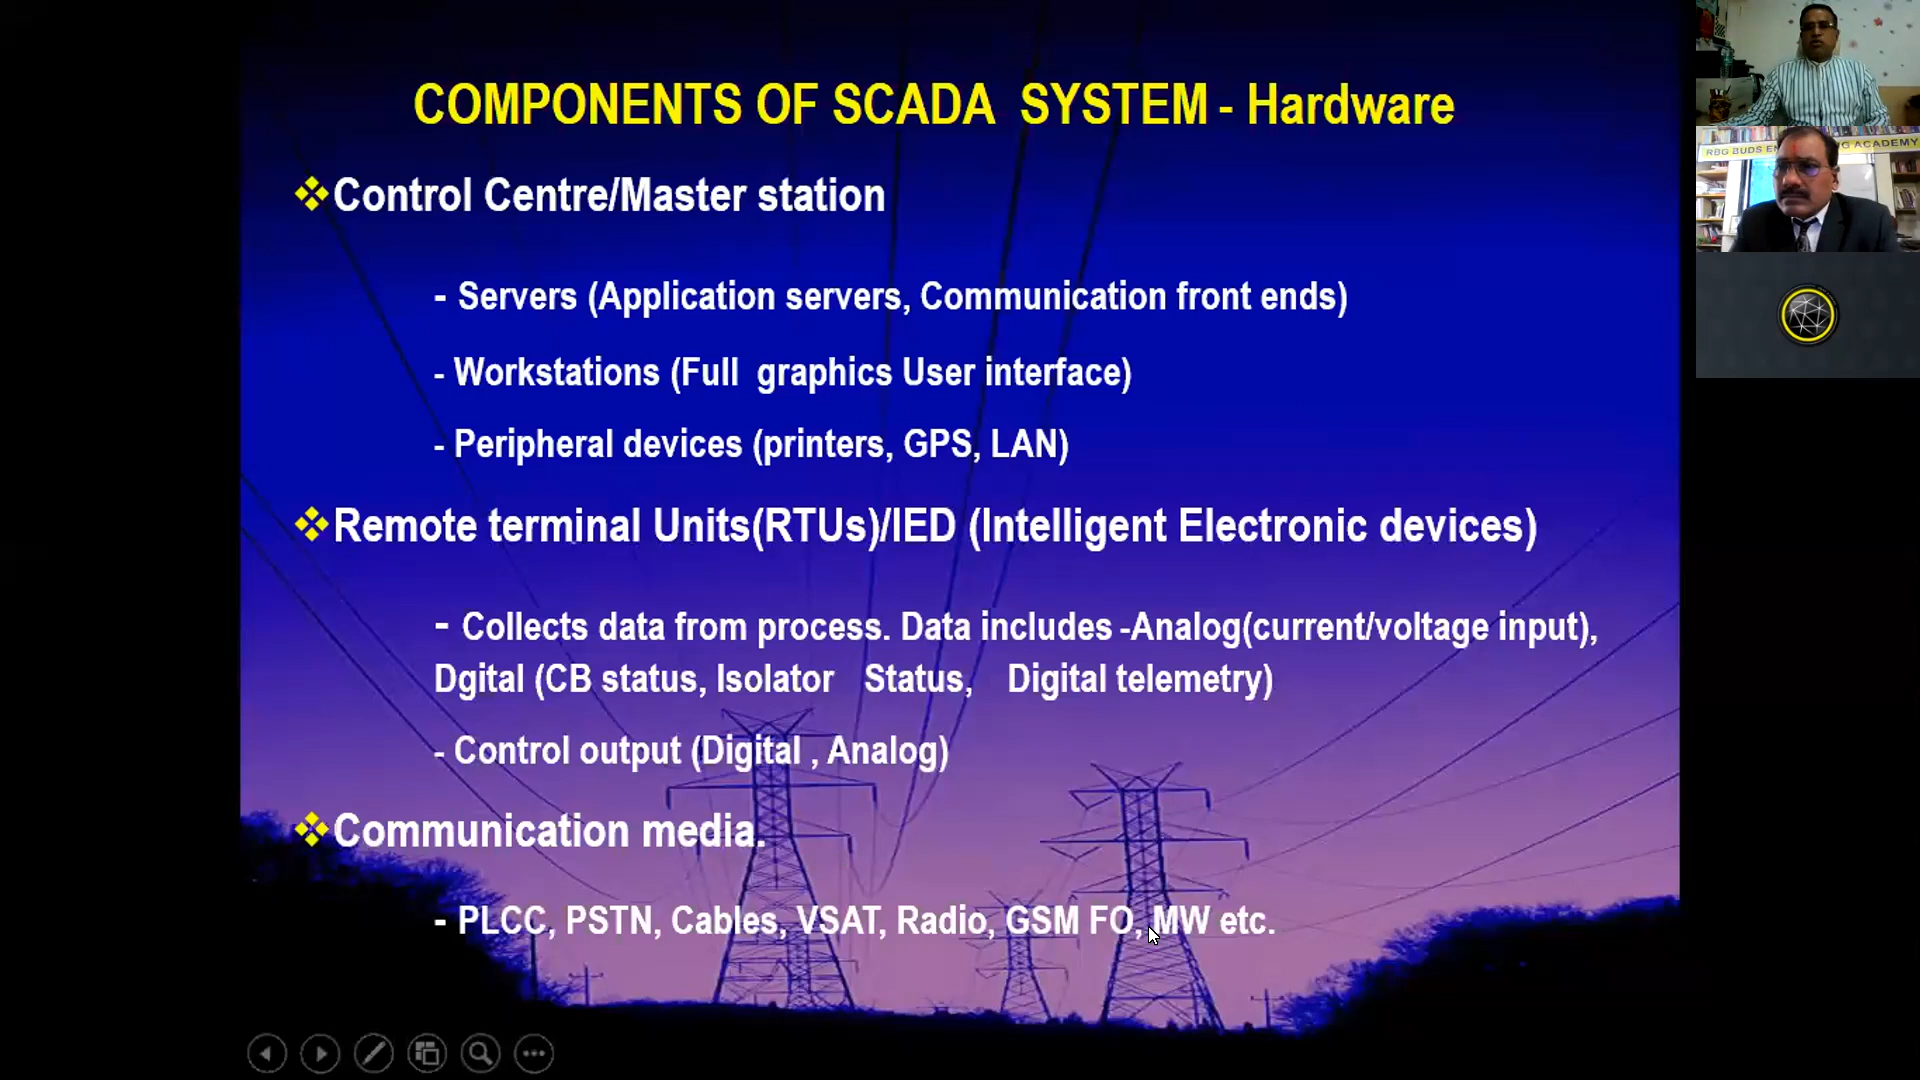 COMPONENTS OF SCADA SYSTEM - Hardware
Control Centre/Master station
- Servers (Application servers, Communication front ends)
- Workstations (Full graphics User interface)
- Peripheral devices (printers, GPS, LAN)
Remote terminal Units(RTUs)/IED (Intelligent Electronic devices)
- Collects data from process. Data includes -Analog(current/voltage input),
Dgital (CB status, Isolator Status, Digital telemetry)
- Control output (Digital , Analog)
Communication media.
- PLCC, PSTN, Cables, VSAT, Radio, GSM FO, MW etc.
RBG BUDS ACADEMY